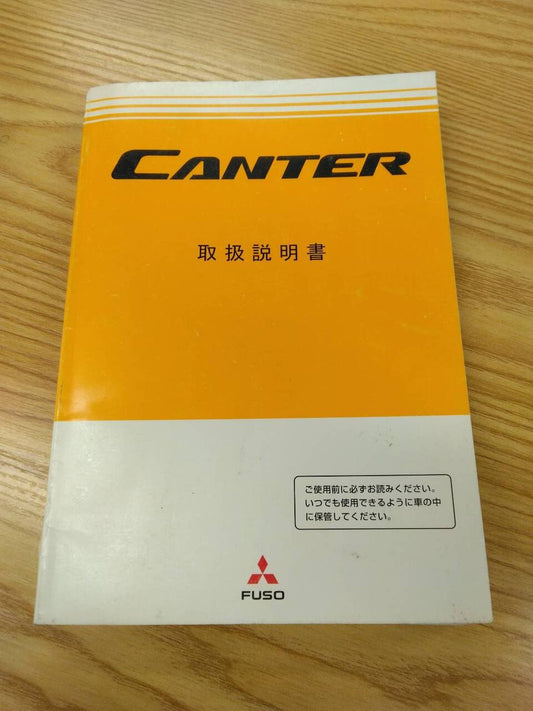 CANTER
取扱説明書
ご使用前に必ずお読みください。
いつでも使用できるように車の中
に保管してください。
FUSO